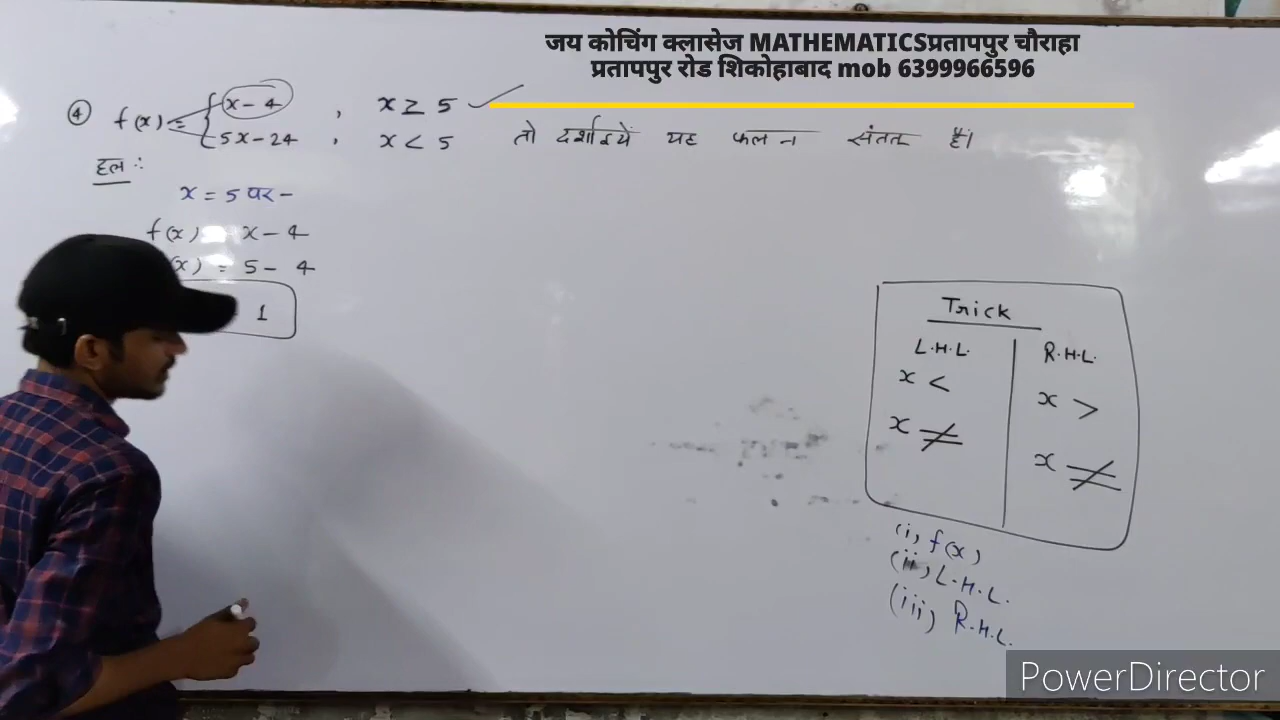 जय कोचिंग क्लासेज MATHEMATICSप्रतापपुर चौराहा
प्रतापपुर रोड शिकोहाबाद mob 6399966596
④ f(x) = { x - 4 , x ≥ 5 ✓
5x - 24 , x < 5 तो दर्शाइये यह फलन संतत है।
हल :
x = 5 पर -
f(x) = x - 4
(x) = 5 - 4
1
Trick
L.H.L. R.H.L.
x < x >
x ≠ x ≠
(i) f(x)
(ii) L.H.L.
(iii) R.H.L.
PowerDirector